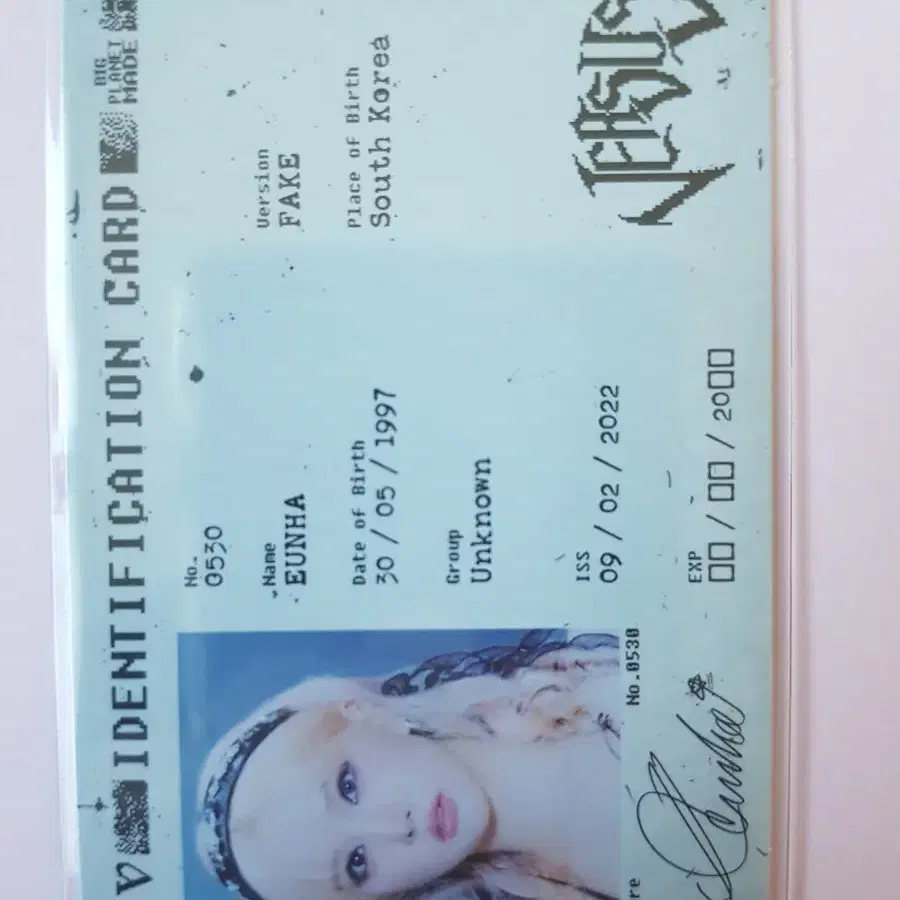 V IDENTIFICATION CARD
BIG
PLANET
MADE
No.
0530
Name
EUNHA
Version
FAKE
Date of Birth
30 / 05 / 1997
Place of Birth
South Korea
Group
Unknown
ISS
09 / 02 / 2022
EXP
□□ / □□ / 20□□
VERSUS
No.0530
re
Eunha